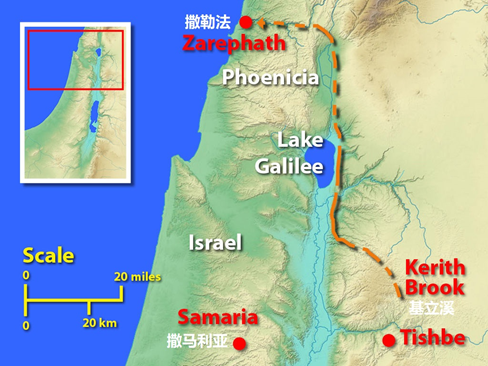 撒勒法
Zarephath
Phoenicia
Lake
Galilee
Israel
Scale
0
20 miles
0
20 km
Kerith
Brook
基立溪
Samaria
撒马利亚
Tishbe